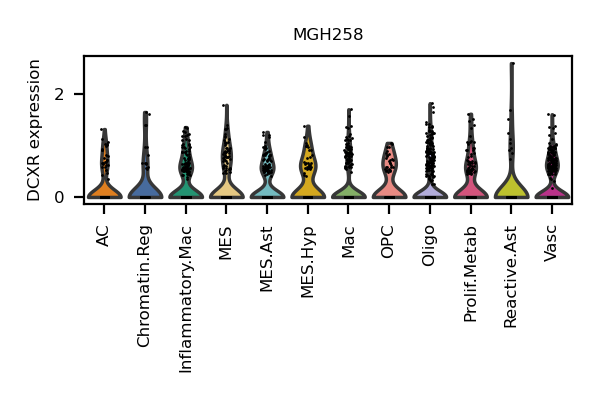 MGH258
DCXR expression
2
0
AC
Chromatin.Reg
Inflammatory.Mac
MES
MES.Ast
MES.Hyp
Mac
OPC
Oligo
Prolif.Metab
Reactive.Ast
Vasc